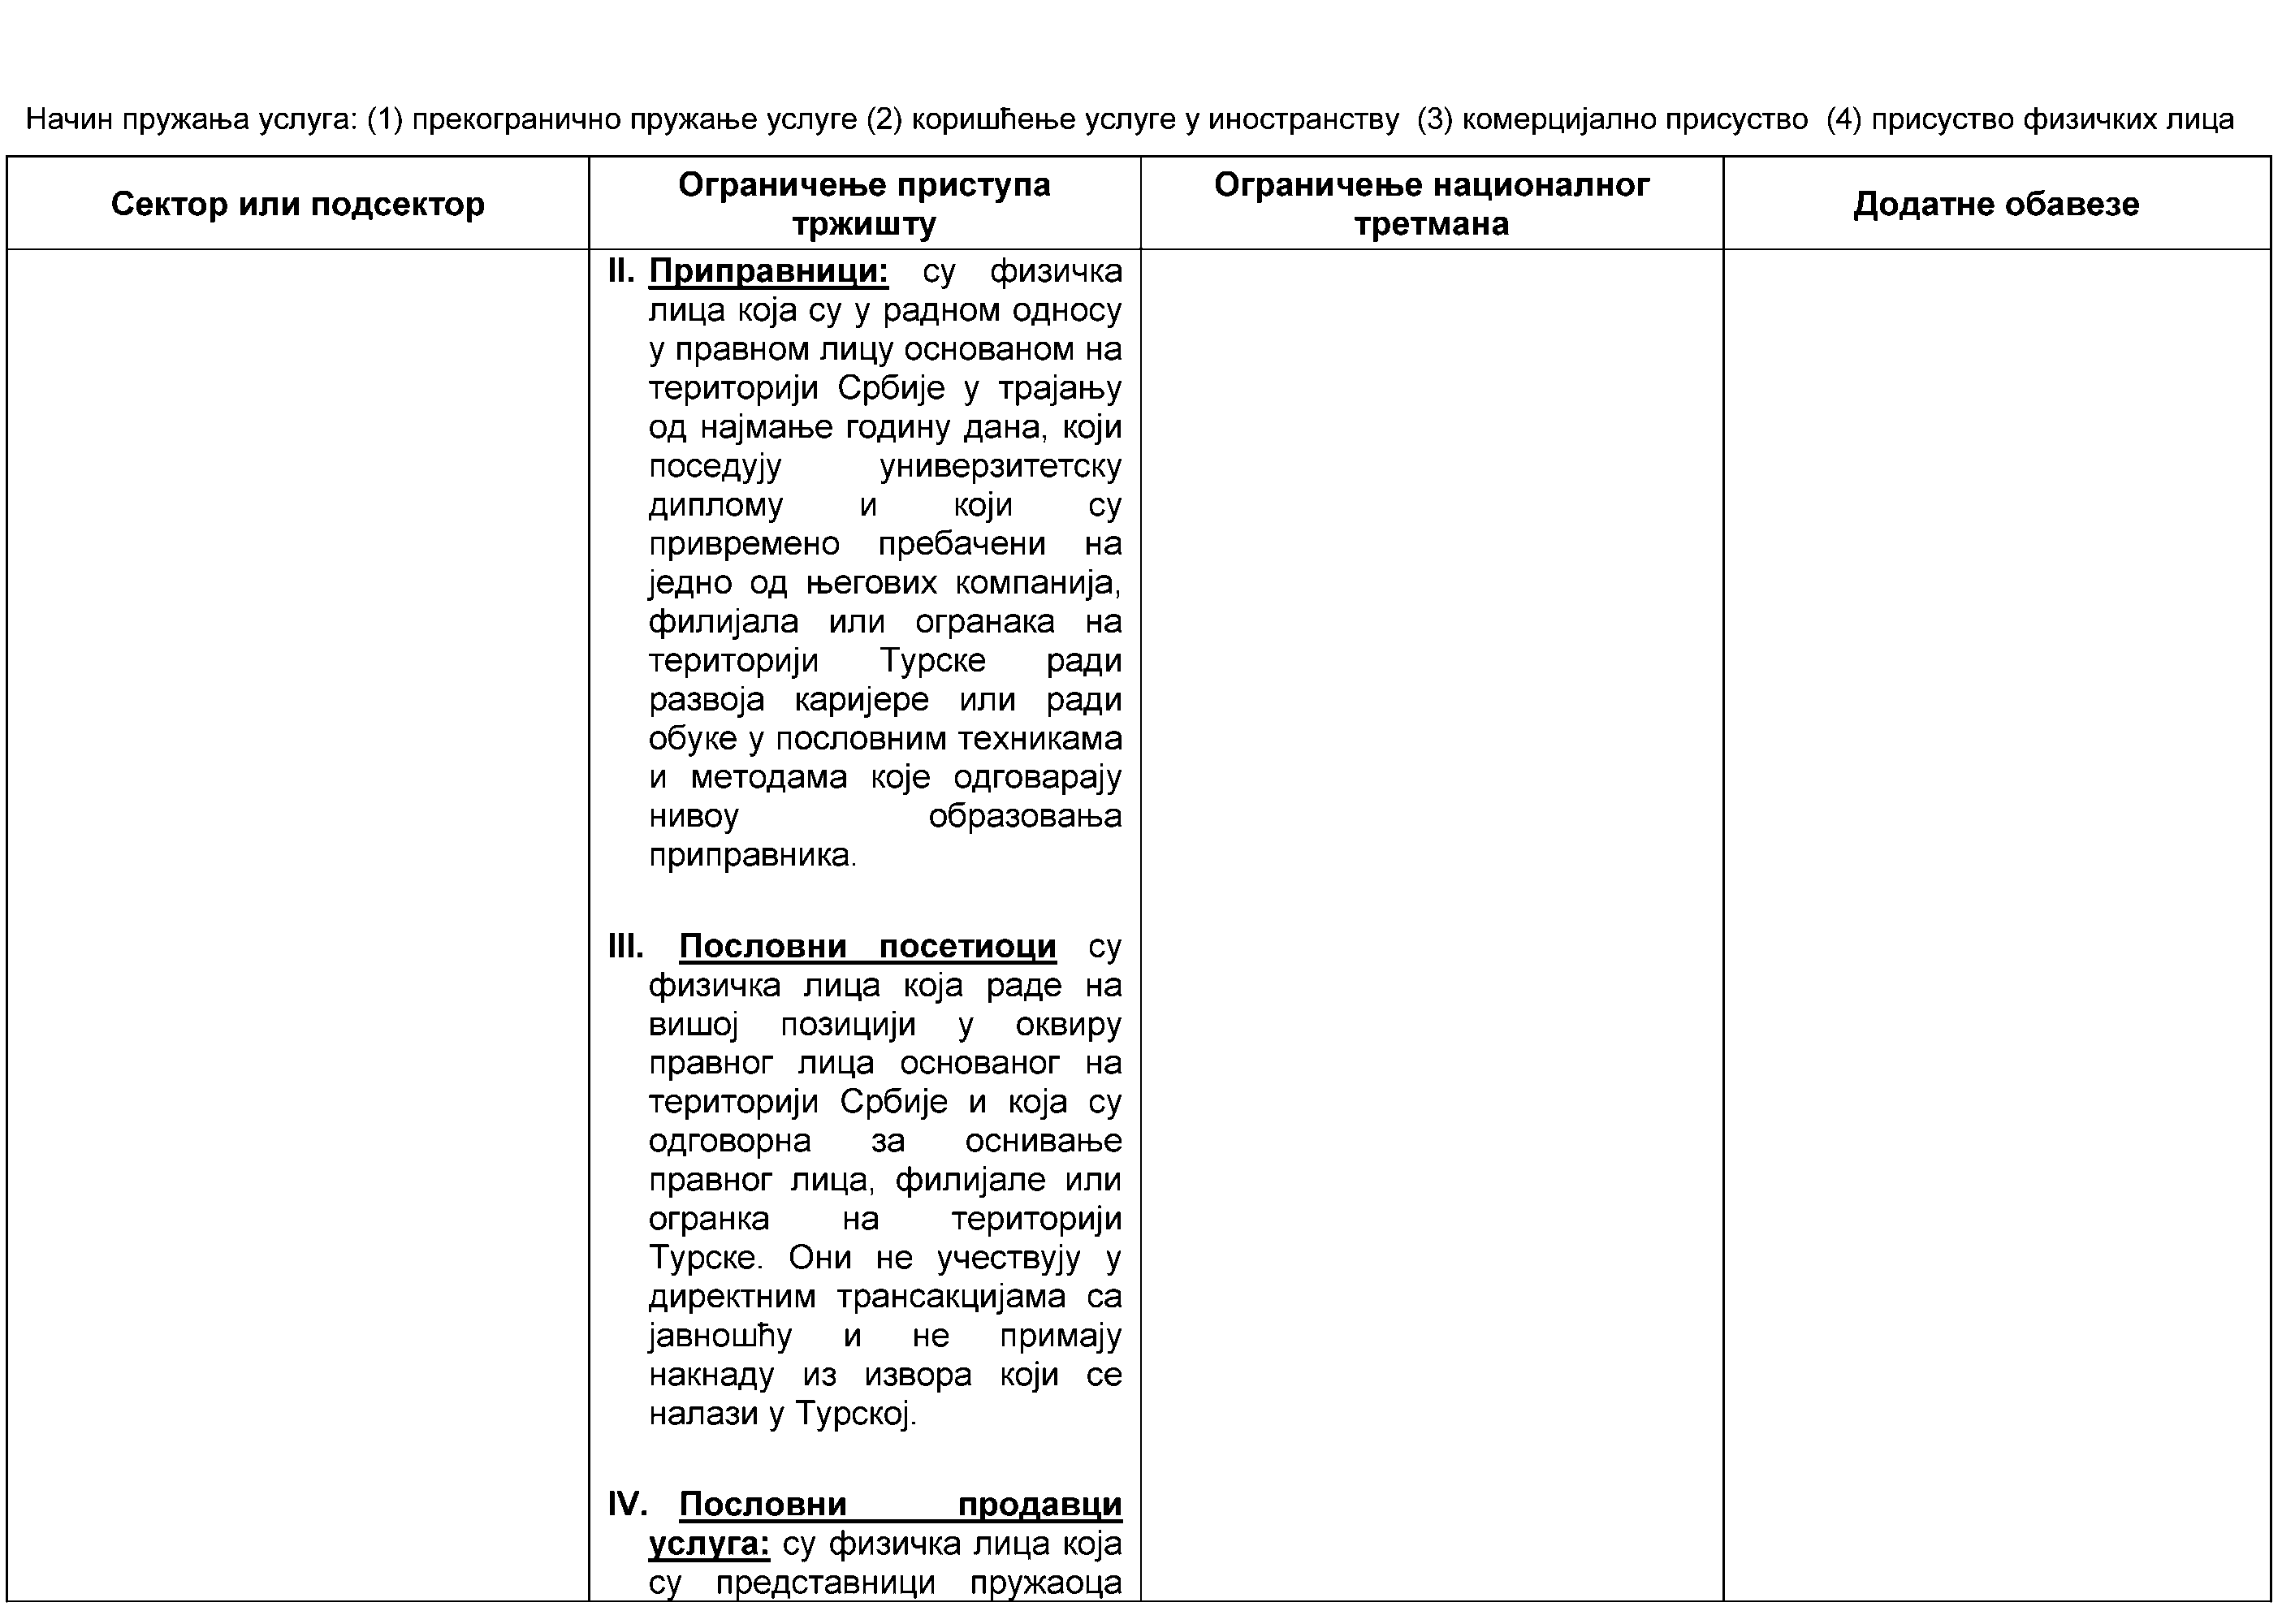 Начин пружања услуга: (1) прекогранично пружање услуге (2) коришћење услуге у иностранству (3) комерцијално присуство (4) присуство физичких лица
Сектор или подсектор
Ограничење приступа
тржишту
Ограничење националног
третмана
Додатне обавезе
II. Приправници: су физичка
лица која су у радном односу
у правном лицу основаном на
територији Србије у трајању
од најмање годину дана, који
поседују универзитетску
диплому и који су
привремено пребачени на
једно од његових компанија,
филијала или огранака на
територији Турске ради
развоја каријере или ради
обуке у пословним техникама
и методама које одговарају
нивоу образовања
приправника.
III. Пословни посетиоци су
физичка лица која раде на
вишој позицији у оквиру
правног лица основаног на
територији Србије и која су
одговорна за оснивање
правног лица, филијале или
огранка на територији
Турске. Они не учествују у
директним трансакцијама са
јавношћу и не примају
накнаду из извора који се
налази у Турској.
IV. Пословни продавци
услуга: су физичка лица која
су представници пружаоца